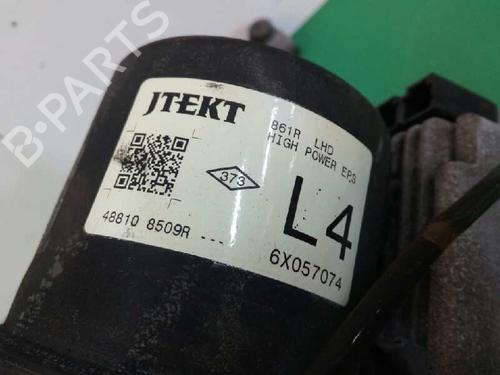 B-PARTS
JTEKT
861R LHD
HIGH POWER EPS
373
L4
48810 8509R ---
6X057074